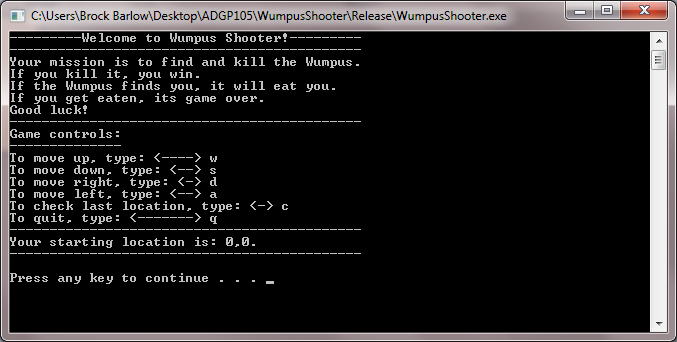 C:\Users\Brock Barlow\Desktop\ADGP105\WumpusShooter\Release\WumpusShooter.exe
---------Welcome to Wumpus Shooter!---------
--------------------------------------------
Your mission is to find and kill the Wumpus.
If you kill it, you win.
If the Wumpus finds you, it will eat you.
If you get eaten, its game over.
Good luck!
--------------------------------------------
Game controls:
--------------
To move up, type: <----> w
To move down, type: <--> s
To move right, type: <-> d
To move left, type: <--> a
To check last location, type: <-> c
To quit, type: <-------> q
--------------------------------------------
Your starting location is: 0,0.
--------------------------------------------
Press any key to continue . . . _